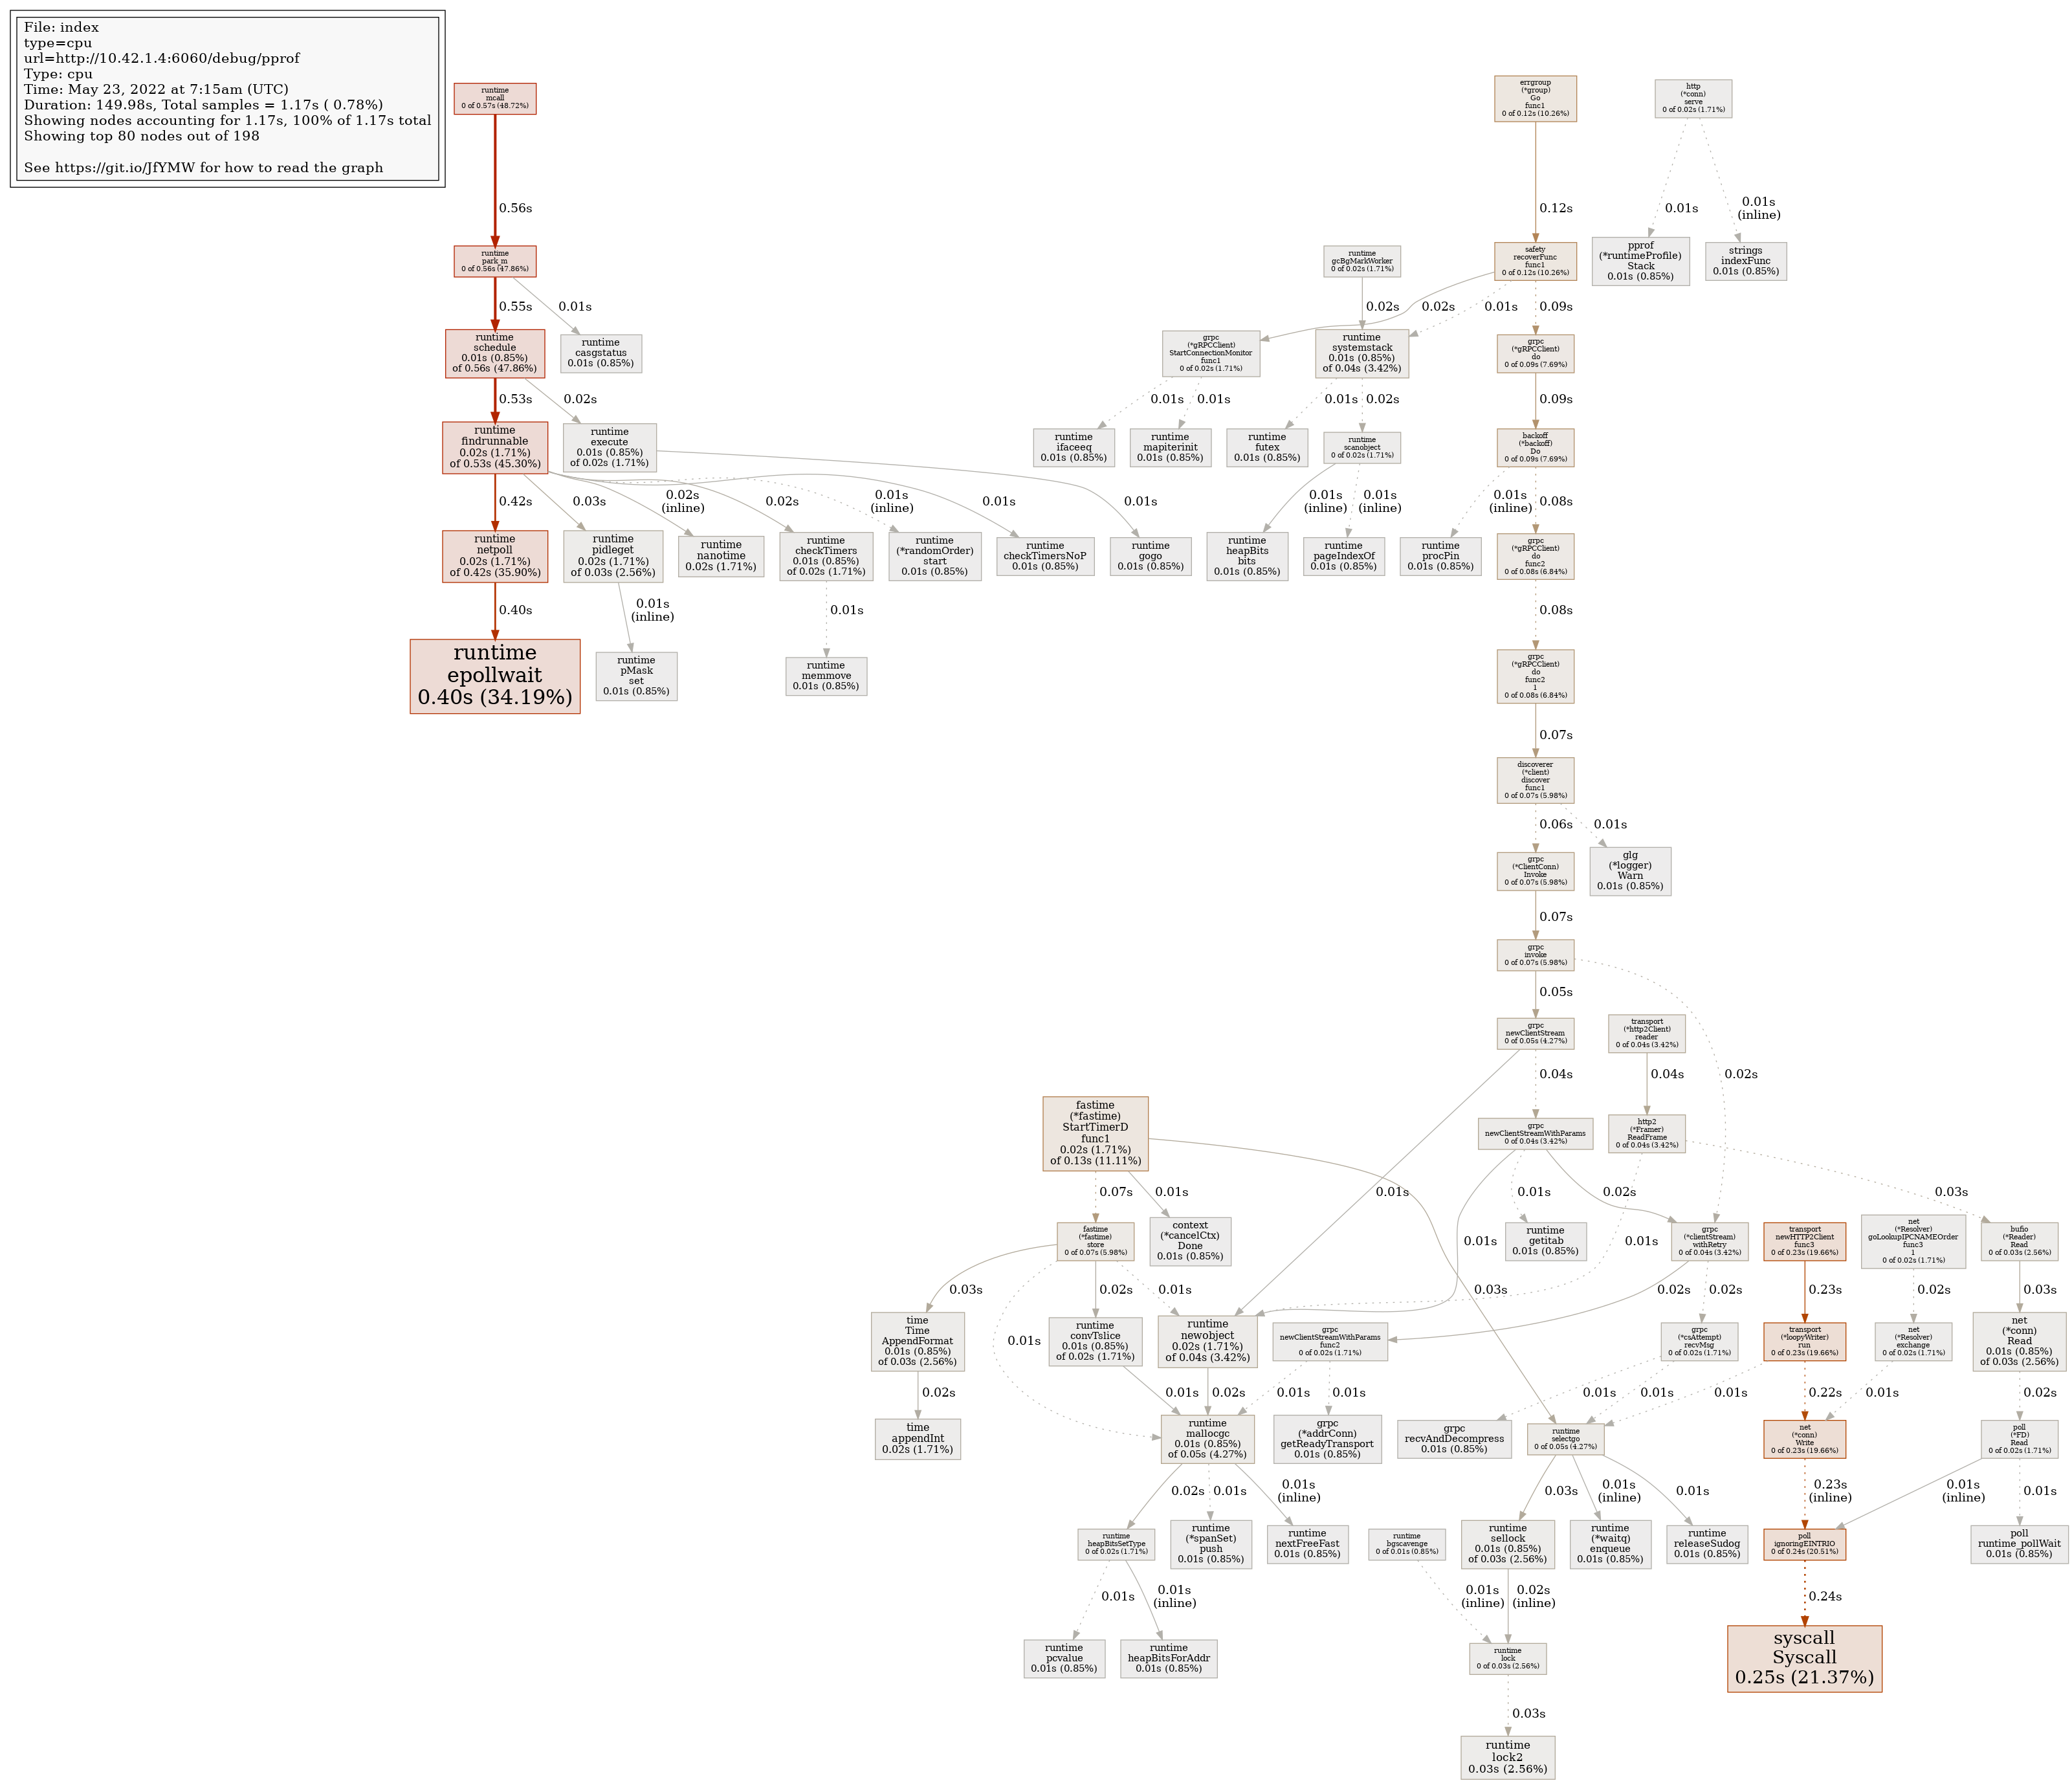 File: index
type=cpu
url=http://10.42.1.4:6060/debug/pprof
Type: cpu
Time: May 23, 2022 at 7:15am (UTC)
Duration: 149.98s, Total samples = 1.17s ( 0.78%)
Showing nodes accounting for 1.17s, 100% of 1.17s total
Showing top 80 nodes out of 198
See https://git.io/JfYMW for how to read the graph
runtime
mcall
0 of 0.57s (48.72%)
0.56s
runtime
park_m
0 of 0.56s (47.86%)
0.55s
0.01s
runtime
schedule
0.01s (0.85%)
of 0.56s (47.86%)
runtime
casgstatus
0.01s (0.85%)
0.53s
0.02s
runtime
findrunnable
0.02s (1.71%)
of 0.53s (45.30%)
runtime
execute
0.01s (0.85%)
of 0.02s (1.71%)
0.42s
0.03s
0.02s
(inline)
0.02s
0.01s
(inline)
0.01s
0.01s
runtime
netpoll
0.02s (1.71%)
of 0.42s (35.90%)
runtime
pidleget
0.02s (1.71%)
of 0.03s (2.56%)
runtime
nanotime
0.02s (1.71%)
runtime
checkTimers
0.01s (0.85%)
of 0.02s (1.71%)
runtime
(*randomOrder)
start
0.01s (0.85%)
runtime
checkTimersNoP
0.01s (0.85%)
runtime
gogo
0.01s (0.85%)
0.40s
0.01s
(inline)
0.01s
runtime
epollwait
0.40s (34.19%)
runtime
pMask
set
0.01s (0.85%)
runtime
memmove
0.01s (0.85%)
errgroup
(*group)
Go
func1
0 of 0.12s (10.26%)
http
(*conn)
serve
0 of 0.02s (1.71%)
0.12s
0.01s
0.01s
(inline)
runtime
gcBgMarkWorker
0 of 0.02s (1.71%)
safety
recoverFunc
func1
0 of 0.12s (10.26%)
pprof
(*runtimeProfile)
Stack
0.01s (0.85%)
strings
indexFunc
0.01s (0.85%)
0.02s
0.02s
0.01s
0.09s
grpc
(*gRPCClient)
StartConnectionMonitor
func1
0 of 0.02s (1.71%)
runtime
systemstack
0.01s (0.85%)
of 0.04s (3.42%)
grpc
(*gRPCClient)
do
0 of 0.09s (7.69%)
0.01s
0.01s
0.01s
0.02s
0.09s
runtime
ifaceeq
0.01s (0.85%)
runtime
mapiterinit
0.01s (0.85%)
runtime
futex
0.01s (0.85%)
runtime
scanobject
0 of 0.02s (1.71%)
backoff
(*backoff)
Do
0 of 0.09s (7.69%)
0.01s
(inline)
0.01s
(inline)
0.01s
(inline)
0.08s
runtime
heapBits
bits
0.01s (0.85%)
runtime
pageIndexOf
0.01s (0.85%)
runtime
procPin
0.01s (0.85%)
grpc
(*gRPCClient)
do
func2
0 of 0.08s (6.84%)
0.08s
grpc
(*gRPCClient)
do
func2
1
0 of 0.08s (6.84%)
0.07s
discoverer
(*client)
discover
func1
0 of 0.07s (5.98%)
0.06s
0.01s
grpc
(*ClientConn)
Invoke
0 of 0.07s (5.98%)
glg
(*logger)
Warn
0.01s (0.85%)
0.07s
grpc
invoke
0 of 0.07s (5.98%)
0.05s
grpc
newClientStream
0 of 0.05s (4.27%)
transport
(*http2Client)
reader
0 of 0.04s (3.42%)
0.04s
0.04s
0.02s
fastime
(*fastime)
StartTimerD
func1
0.02s (1.71%)
of 0.13s (11.11%)
grpc
newClientStreamWithParams
0 of 0.04s (3.42%)
http2
(*Framer)
ReadFrame
0 of 0.04s (3.42%)
0.07s
0.01s
0.01s
0.01s
0.02s
0.03s
fastime
(*fastime)
store
0 of 0.07s (5.98%)
context
(*cancelCtx)
Done
0.01s (0.85%)
0.01s
runtime
getitab
0.01s (0.85%)
0.01s
grpc
(*clientStream)
withRetry
0 of 0.04s (3.42%)
transport
newHTTP2Client
func3
0 of 0.23s (19.66%)
net
(*Resolver)
goLookupIPCNAMEOrder
func3
1
0 of 0.02s (1.71%)
bufio
(*Reader)
Read
0 of 0.03s (2.56%)
0.03s
0.02s
0.01s
0.03s
0.02s
0.02s
0.23s
0.02s
0.03s
time
Time
AppendFormat
0.01s (0.85%)
of 0.03s (2.56%)
0.01s
runtime
convTslice
0.01s (0.85%)
of 0.02s (1.71%)
runtime
newobject
0.02s (1.71%)
of 0.04s (3.42%)
grpc
newClientStreamWithParams
func2
0 of 0.02s (1.71%)
grpc
(*csAttempt)
recvMsg
0 of 0.02s (1.71%)
transport
(*loopyWriter)
run
0 of 0.23s (19.66%)
net
(*Resolver)
exchange
0 of 0.02s (1.71%)
net
(*conn)
Read
0.01s (0.85%)
of 0.03s (2.56%)
0.02s
0.01s
0.02s
0.01s
0.01s
0.01s
0.01s
0.01s
0.22s
0.01s
0.02s
time
appendInt
0.02s (1.71%)
runtime
mallocgc
0.01s (0.85%)
of 0.05s (4.27%)
grpc
(*addrConn)
getReadyTransport
0.01s (0.85%)
grpc
recvAndDecompress
0.01s (0.85%)
runtime
selectgo
0 of 0.05s (4.27%)
net
(*conn)
Write
0 of 0.23s (19.66%)
poll
(*FD)
Read
0 of 0.02s (1.71%)
0.02s
0.01s
0.01s
(inline)
0.03s
0.01s
(inline)
0.01s
0.23s
(inline)
0.01s
(inline)
0.01s
runtime
heapBitsSetType
0 of 0.02s (1.71%)
runtime
(*spanSet)
push
0.01s (0.85%)
runtime
nextFreeFast
0.01s (0.85%)
runtime
bgscavenge
0 of 0.01s (0.85%)
runtime
sellock
0.01s (0.85%)
of 0.03s (2.56%)
runtime
(*waitq)
enqueue
0.01s (0.85%)
runtime
releaseSudog
0.01s (0.85%)
poll
ignoringEINTRIO
0 of 0.24s (20.51%)
poll
runtime_pollWait
0.01s (0.85%)
0.01s
0.01s
(inline)
0.01s
(inline)
0.02s
(inline)
0.24s
runtime
pcvalue
0.01s (0.85%)
runtime
heapBitsForAddr
0.01s (0.85%)
runtime
lock
0 of 0.03s (2.56%)
syscall
Syscall
0.25s (21.37%)
0.03s
runtime
lock2
0.03s (2.56%)